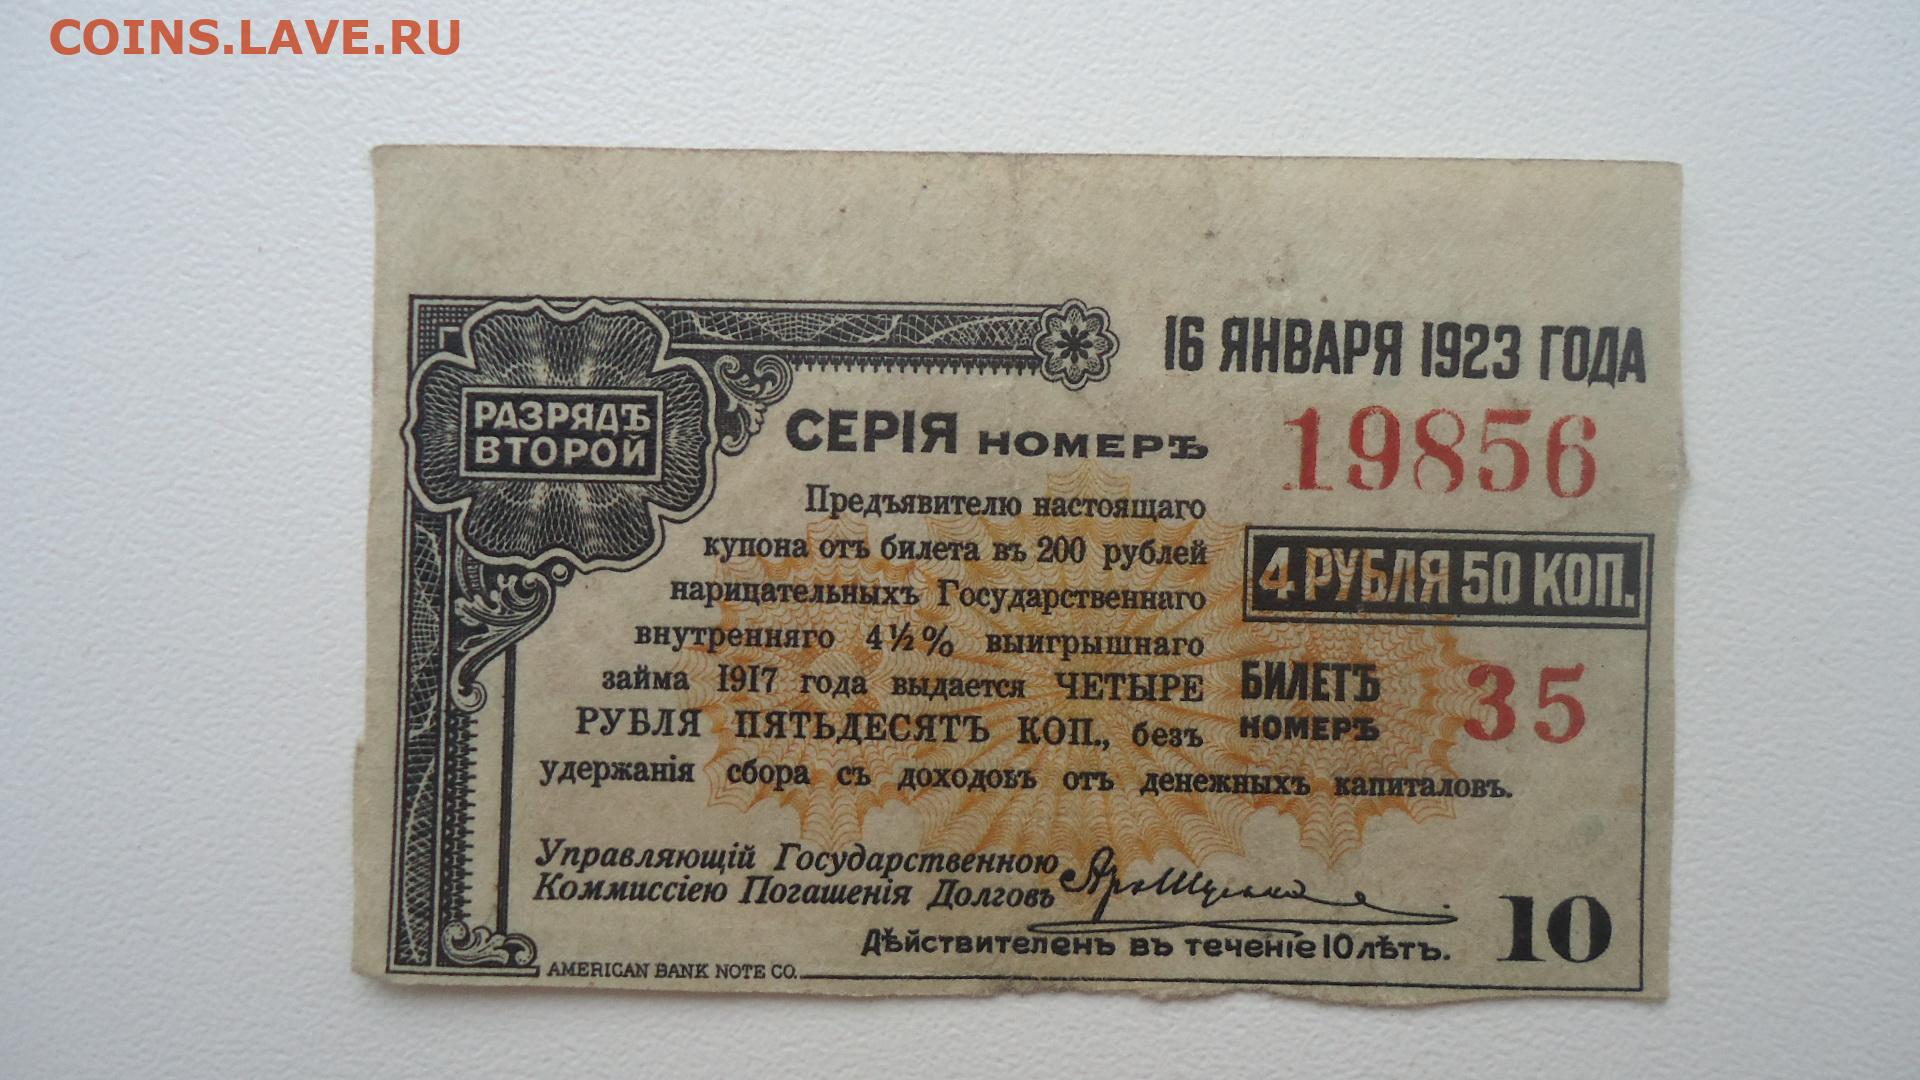 COINS.LAVE.RU
16 ЯНВАРЯ 1923 ГОДА
РАЗРЯДЪ
ВТОРОЙ
СЕРІЯ НОМЕРЪ 19856
Предъявителю настоящаго
купона отъ билета въ 200 рублей
нарицательныхъ Государственнаго
внутренняго 4½% выигрышнаго
займа 1917 года выдается ЧЕТЫРЕ
РУБЛЯ ПЯТЬДЕСЯТЪ КОП., безъ
удержанія сбора съ доходовъ отъ денежныхъ капиталовъ.
4 РУБЛЯ 50 КОП.
БИЛЕТЪ
НОМЕРЪ 35
Управляющій Государственною
Коммиссіею Погашенія Долговъ
Дѣйствителенъ въ теченіе 10 лѣтъ.
10
AMERICAN BANK NOTE CO.